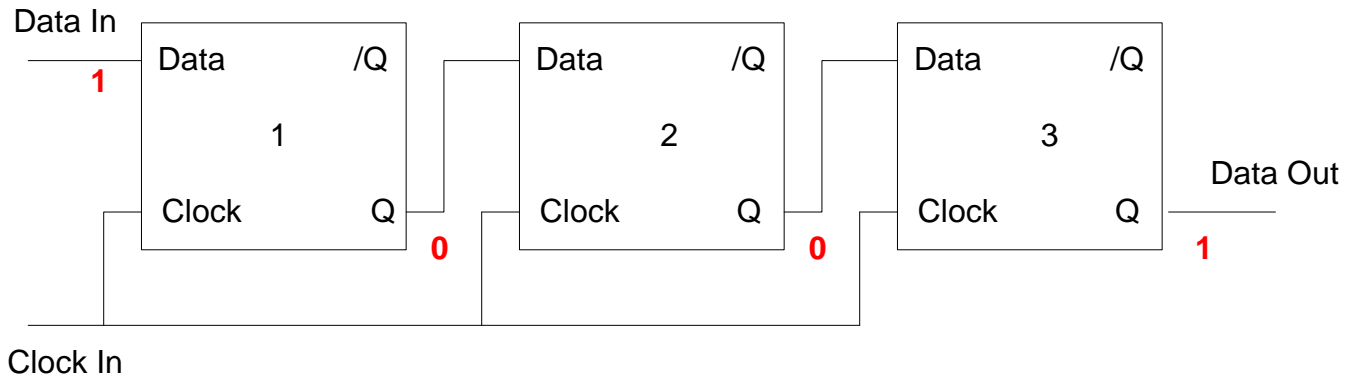 Data In
Data /Q Data /Q Data /Q
1
1 2 3
Data Out
Clock Q Clock Q Clock Q
0 0 1
Clock In